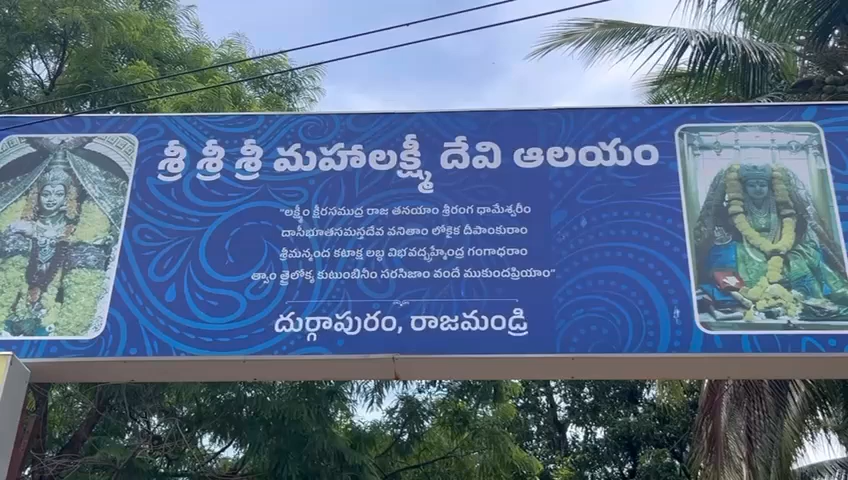 శ్రీ శ్రీ శ్రీ మహాలక్ష్మీ దేవి ఆలయం
"లక్ష్మీం క్షీరసముద్ర రాజ తనయాం శ్రీరంగ ధామేశ్వరీం
దాసీభూతసమస్తదేవ వనితాం లోకైక దీపాంకురాం
శ్రీమన్మంద కటాక్ష లబ్ధ విభవద్బ్రహ్మేంద్ర గంగాధరాం
త్వాం త్రైలోక్య కుటుంబినీం సరసిజాం వందే ముకుందప్రియాం"
దుర్గాపురం, రాజమండ్రి